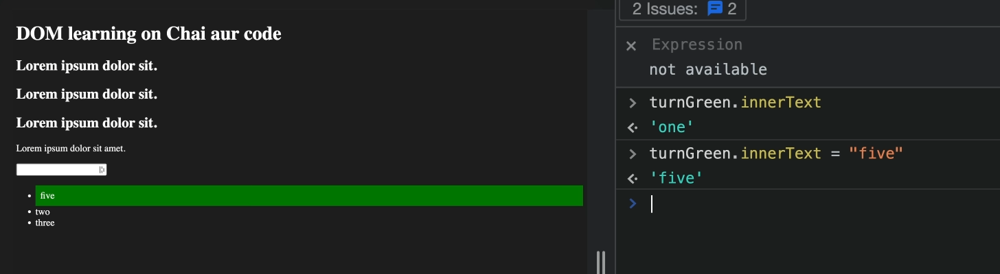 DOM learning on Chai aur code
Lorem ipsum dolor sit.
Lorem ipsum dolor sit.
Lorem ipsum dolor sit.
Lorem ipsum dolor sit amet.
five
two
three
2 Issues: 2
Expression
not available
turnGreen.innerText
'one'
turnGreen.innerText = "five"
'five'